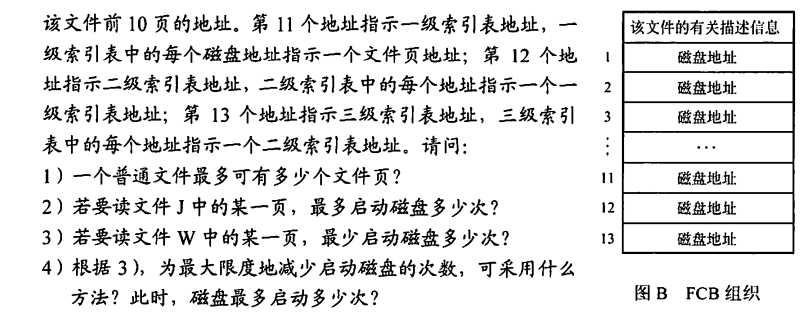 该文件前 10 页的地址。第 11 个地址指示一级索引表地址，一
级索引表中的每个磁盘地址指示一个文件页地址；第 12 个地
址指示二级索引表地址，二级索引表中的每个地址指示一个一
级索引表地址；第 13 个地址指示三级索引表地址，三级索引
表中的每个地址指示一个二级索引表地址。请问：
1）一个普通文件最多可有多少个文件页？
2）若要读文件 J 中的某一页，最多启动磁盘多少次？
3）若要读文件 W 中的某一页，最少启动磁盘多少次？
4）根据 3），为最大限度地减少启动磁盘的次数，可采用什么
方法？此时，磁盘最多启动多少次？
该文件的有关描述信息
1 磁盘地址
2 磁盘地址
3 磁盘地址
⋮ …
11 磁盘地址
12 磁盘地址
13 磁盘地址
图 B FCB 组织